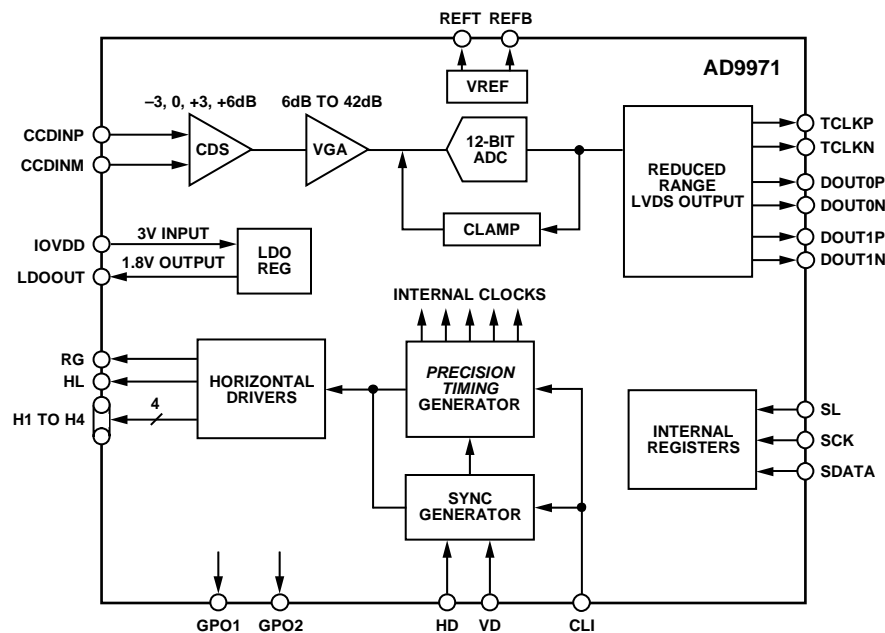 REFT REFB
AD9971
VREF
–3, 0, +3, +6dB
6dB TO 42dB
CCDINP
CCDINM
CDS
VGA
12-BIT
ADC
CLAMP
REDUCED
RANGE
LVDS OUTPUT
TCLKP
TCLKN
DOUT0P
DOUT0N
DOUT1P
DOUT1N
IOVDD
3V INPUT
LDOOUT
1.8V OUTPUT
LDO
REG
INTERNAL CLOCKS
RG
HL
H1 TO H4
4
HORIZONTAL
DRIVERS
PRECISION
TIMING
GENERATOR
SYNC
GENERATOR
INTERNAL
REGISTERS
SL
SCK
SDATA
GPO1 GPO2 HD VD CLI